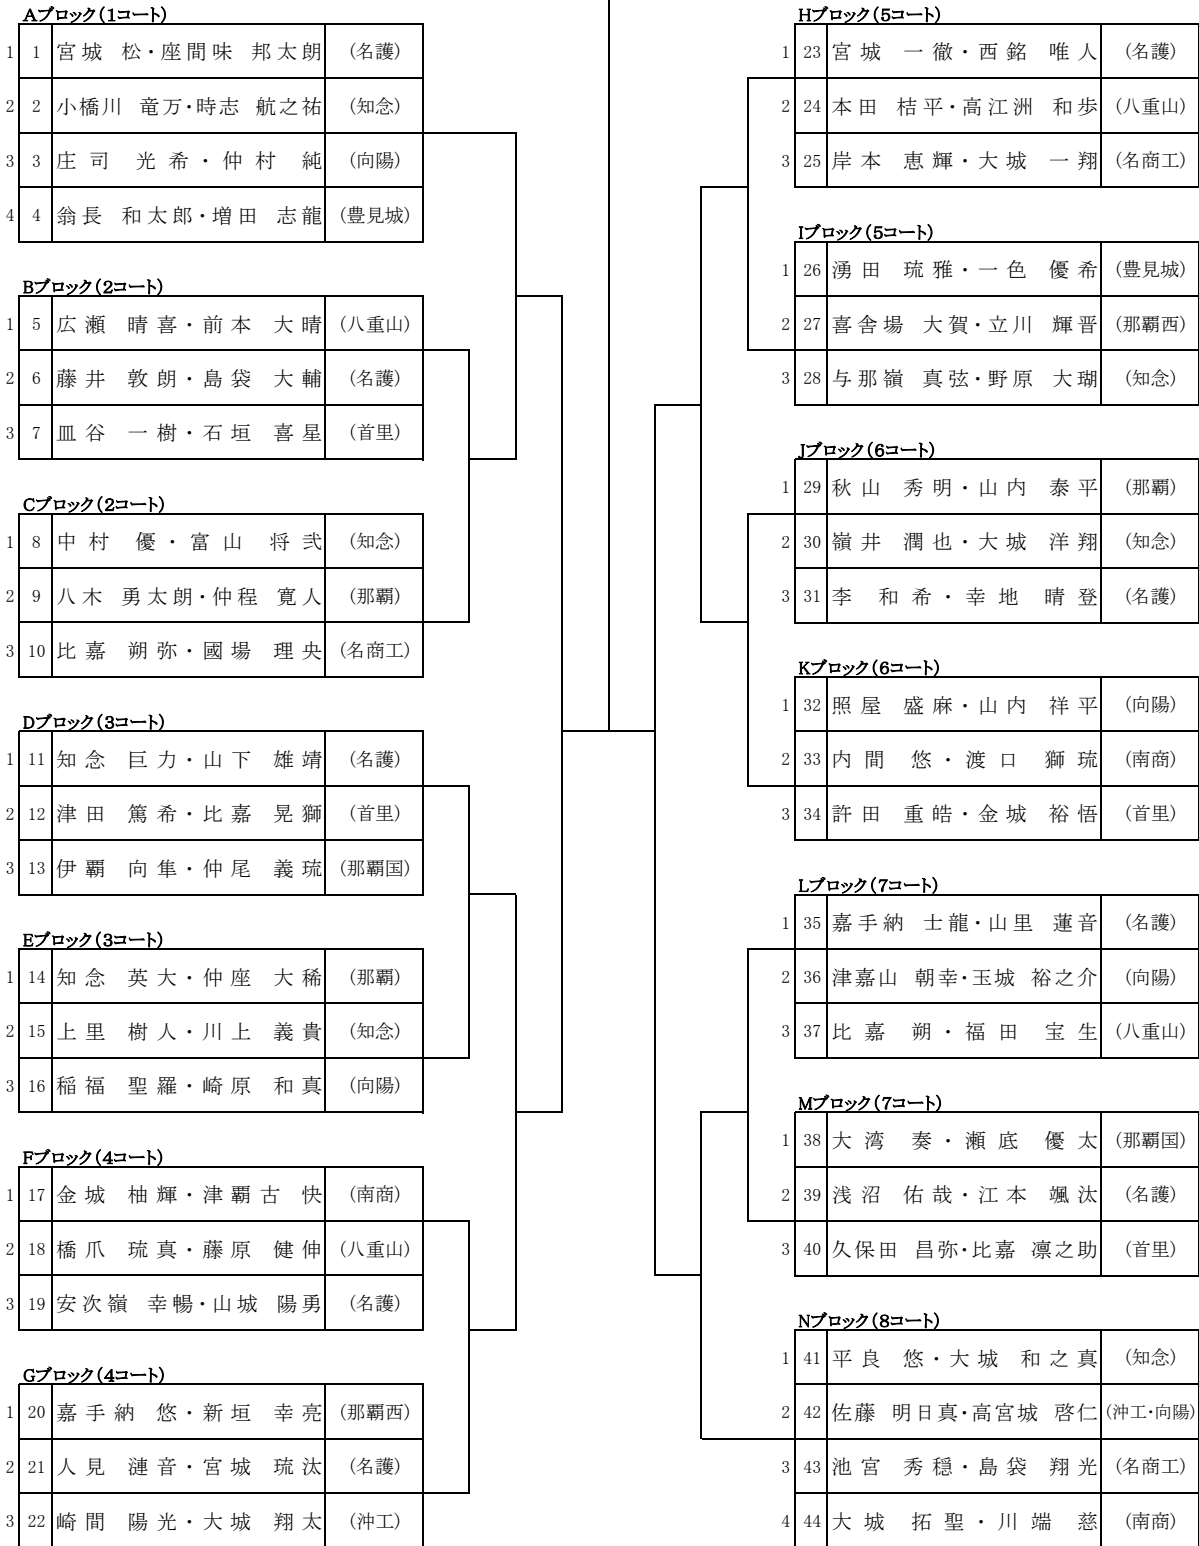 Aブロック(1コート)
1 1 宮城 松・座間味 邦太朗 (名護)
2 2 小橋川 竜万・時志 航之祐 (知念)
3 3 庄司 光希・仲村 純 (向陽)
4 4 翁長 和太郎・増田 志龍 (豊見城)
Bブロック(2コート)
1 5 広瀬 晴喜・前本 大晴 (八重山)
2 6 藤井 敦朗・島袋 大輔 (名護)
3 7 皿谷 一樹・石垣 喜星 (首里)
Cブロック(2コート)
1 8 中村 優・富山 将弐 (知念)
2 9 八木 勇太朗・仲程 寛人 (那覇)
3 10 比嘉 朔弥・國場 理央 (名商工)
Dブロック(3コート)
1 11 知念 巨力・山下 雄靖 (名護)
2 12 津田 篤希・比嘉 晃獅 (首里)
3 13 伊覇 向隼・仲尾 義琉 (那覇国)
Eブロック(3コート)
1 14 知念 英大・仲座 大稀 (那覇)
2 15 上里 樹人・川上 義貴 (知念)
3 16 稲福 聖羅・崎原 和真 (向陽)
Fブロック(4コート)
1 17 金城 柚輝・津覇古 快 (南商)
2 18 橋爪 琉真・藤原 健伸 (八重山)
3 19 安次嶺 幸暢・山城 陽勇 (名護)
Gブロック(4コート)
1 20 嘉手納 悠・新垣 幸亮 (那覇西)
2 21 人見 漣音・宮城 琉汰 (名護)
3 22 崎間 陽光・大城 翔太 (沖工)
Hブロック(5コート)
1 23 宮城 一徹・西銘 唯人 (名護)
2 24 本田 桔平・高江洲 和歩 (八重山)
3 25 岸本 恵輝・大城 一翔 (名商工)
Iブロック(5コート)
1 26 湧田 琉雅・一色 優希 (豊見城)
2 27 喜舎場 大賀・立川 輝晋 (那覇西)
3 28 与那嶺 真弦・野原 大瑚 (知念)
Jブロック(6コート)
1 29 秋山 秀明・山内 泰平 (那覇)
2 30 嶺井 潤也・大城 洋翔 (知念)
3 31 李 和希・幸地 晴登 (名護)
Kブロック(6コート)
1 32 照屋 盛麻・山内 祥平 (向陽)
2 33 内間 悠・渡口 獅琉 (南商)
3 34 許田 重皓・金城 裕悟 (首里)
Lブロック(7コート)
1 35 嘉手納 士龍・山里 蓮音 (名護)
2 36 津嘉山 朝幸・玉城 裕之介 (向陽)
3 37 比嘉 朔・福田 宝生 (八重山)
Mブロック(7コート)
1 38 大湾 奏・瀬底 優太 (那覇国)
2 39 浅沼 佑哉・江本 颯汰 (名護)
3 40 久保田 昌弥・比嘉 凛之助 (首里)
Nブロック(8コート)
1 41 平良 悠・大城 和之真 (知念)
2 42 佐藤 明日真・高宮城 啓仁 (沖工・向陽)
3 43 池宮 秀穏・島袋 翔光 (名商工)
4 44 大城 拓聖・川端 慈 (南商)